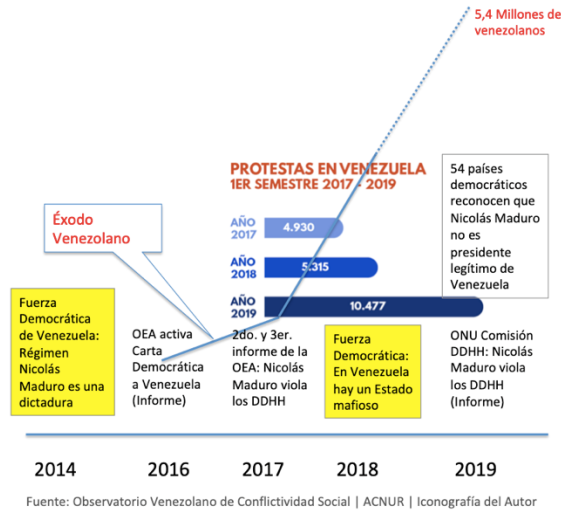 5,4 Millones de
venezolanos
PROTESTAS EN VENEZUELA
1ER SEMESTRE 2017 - 2019
AÑO
2017
4.930
AÑO
2018
5.315
AÑO
2019
10.477
54 países
democráticos
reconocen que
Nicolás Maduro
no es
presidente
legítimo de
Venezuela
Éxodo
Venezolano
Fuerza
Democrática
de Venezuela:
Régimen
Nicolás
Maduro es una
dictadura
OEA activa
Carta
Democrática
a Venezuela
(Informe)
2do. y 3er.
informe de la
OEA: Nicolás
Maduro viola
los DDHH
Fuerza
Democrática:
En Venezuela
hay un Estado
mafioso
ONU Comisión
DDHH: Nicolás
Maduro viola
los DDHH
(Informe)
2014 2016 2017 2018 2019
Fuente: Observatorio Venezolano de Conflictividad Social | ACNUR | Iconografía del Autor